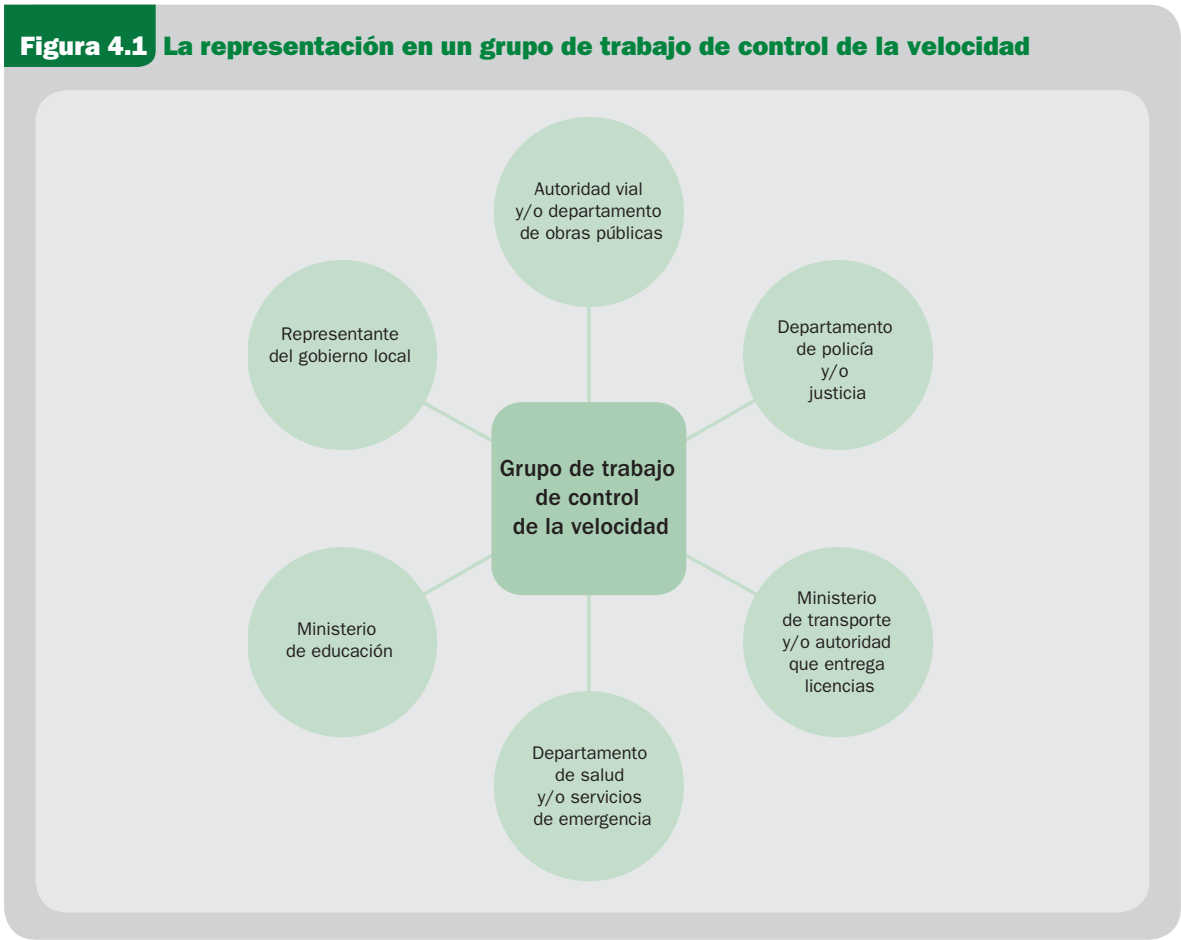 Figura 4.1 La representación en un grupo de trabajo de control de la velocidad
Autoridad vial
y/o departamento
de obras públicas
Representante
del gobierno local
Departamento
de policía
y/o
justicia
Grupo de trabajo
de control
de la velocidad
Ministerio
de educación
Ministerio
de transporte
y/o autoridad
que entrega
licencias
Departamento
de salud
y/o servicios
de emergencia